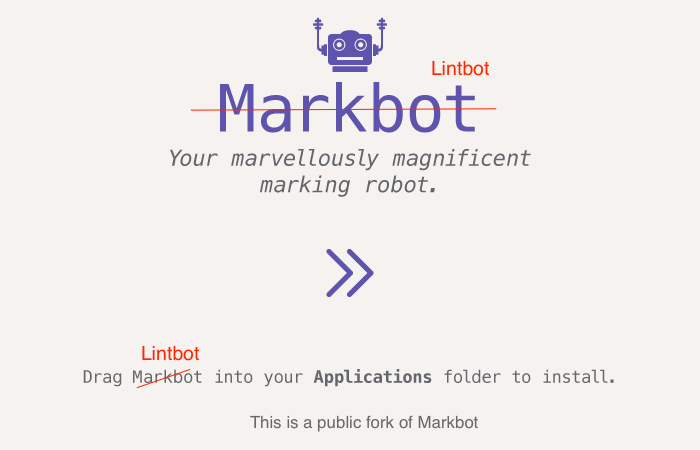 Lintbot
Markbot
Your marvellously magnificent
marking robot.
Lintbot
Drag Markbot into your Applications folder to install.
This is a public fork of Markbot